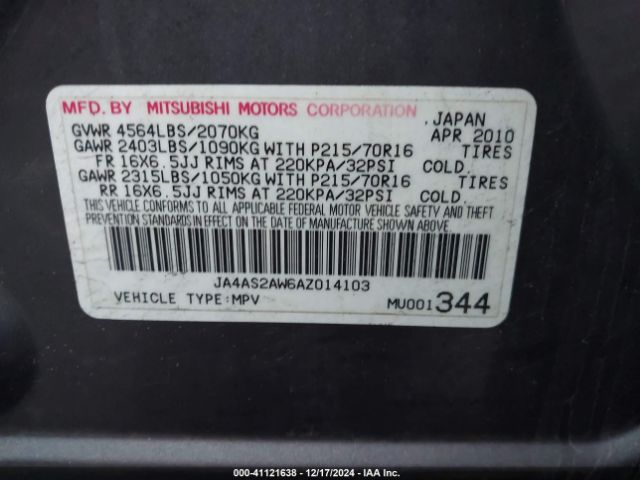 MFD. BY MITSUBISHI MOTORS CORPORATION. JAPAN
GVWR 4564LBS/2070KG APR 2010
GAWR 2403LBS/1090KG WITH P215/70R16 TIRES
FR 16X6.5JJ RIMS AT 220KPA/32PSI COLD.
GAWR 2315LBS/1050KG WITH P215/70R16 TIRES
RR 16X6.5JJ RIMS AT 220KPA/32PSI COLD.
THIS VEHICLE CONFORMS TO ALL APPLICABLE FEDERAL MOTOR VEHICLE SAFETY AND THEFT
PREVENTION STANDARDS IN EFFECT ON THE DATE OF MANUFACTURE SHOWN ABOVE.
JA4AS2AW6AZ014103
VEHICLE TYPE:MPV MU001344
000-41121638 - 12/17/2024 - IAA Inc.